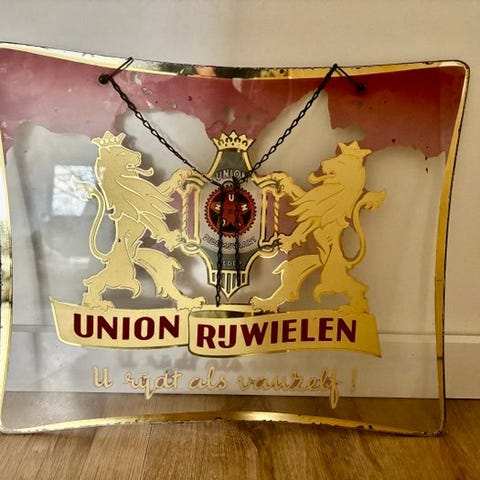 UNION
U
UNION RIJWIELEN
U rijdt als vanzelf!